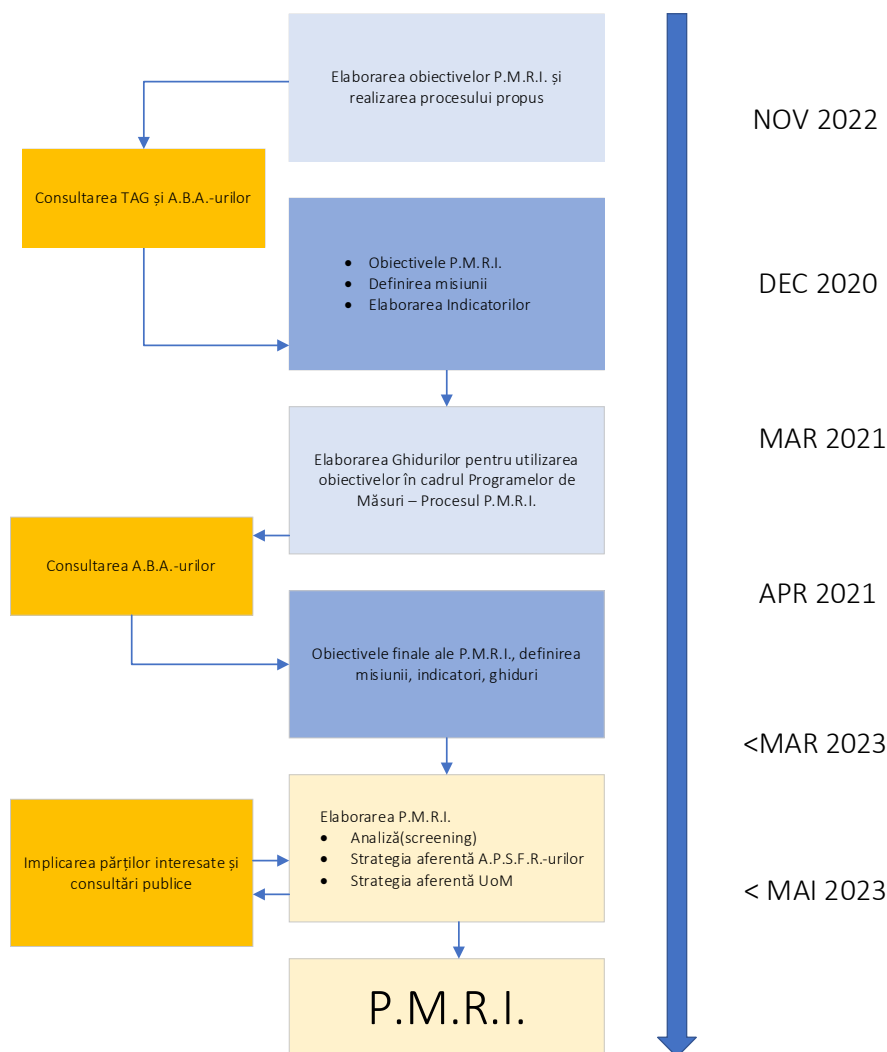 Elaborarea obiectivelor P.M.R.I. și
realizarea procesului propus
NOV 2022
Consultarea TAG și A.B.A.-urilor
• Obiectivele P.M.R.I.
• Definirea misiunii
• Elaborarea Indicatorilor
DEC 2020
MAR 2021
Elaborarea Ghidurilor pentru utilizarea
obiectivelor în cadrul Programelor de
Măsuri – Procesul P.M.R.I.
Consultarea A.B.A.-urilor
APR 2021
Obiectivele finale ale P.M.R.I., definirea
misiunii, indicatori, ghiduri
<MAR 2023
Elaborarea P.M.R.I.
• Analiză(screening)
• Strategia aferentă A.P.S.F.R.-urilor
• Strategia aferentă UoM
Implicarea părților interesate și
consultări publice
< MAI 2023
P.M.R.I.